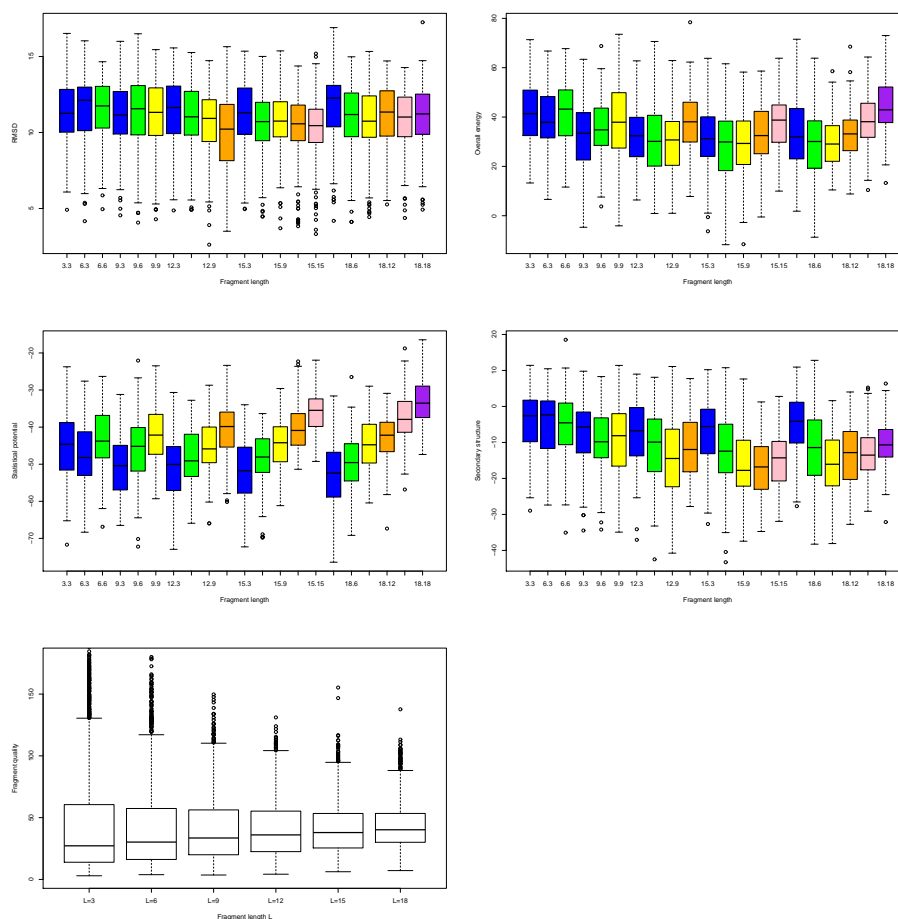 RMSD
15
10
5
3.3 6.3 6.6 9.3 9.6 9.9 12.3 12.9 15.3 15.9 15.15 18.6 18.12 18.18
Fragment length
Overall energy
80
60
40
20
0
3.3 6.3 6.6 9.3 9.6 9.9 12.3 12.9 15.3 15.9 15.15 18.6 18.12 18.18
Fragment length
Statistical potential
-20
-30
-40
-50
-60
-70
3.3 6.3 6.6 9.3 9.6 9.9 12.3 12.9 15.3 15.9 15.15 18.6 18.12 18.18
Fragment length
Secondary structure
20
10
0
-10
-20
-30
-40
3.3 6.3 6.6 9.3 9.6 9.9 12.3 12.9 15.3 15.9 15.15 18.6 18.12 18.18
Fragment length
Fragment quality
150
100
50
0
L=3 L=6 L=9 L=12 L=15 L=18
Fragment length L